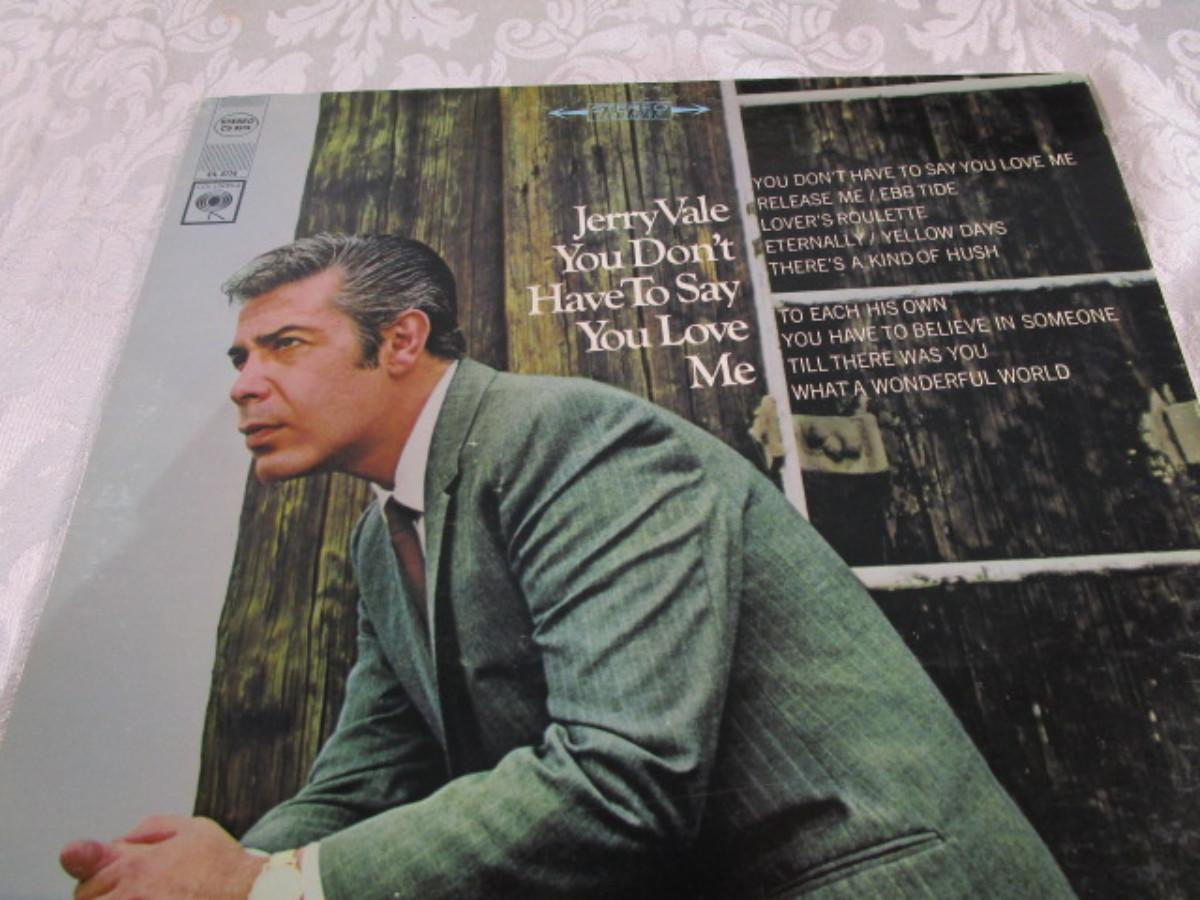 STEREO
COLUMBIA
STEREO
Jerry Vale
You Don't
Have To Say
You Love
Me
YOU DON'T HAVE TO SAY YOU LOVE ME
RELEASE ME / EBB TIDE
LOVER'S ROULETTE
ETERNALLY / YELLOW DAYS
THERE'S A KIND OF HUSH
TO EACH HIS OWN
YOU HAVE TO BELIEVE IN SOMEONE
TILL THERE WAS YOU
WHAT A WONDERFUL WORLD